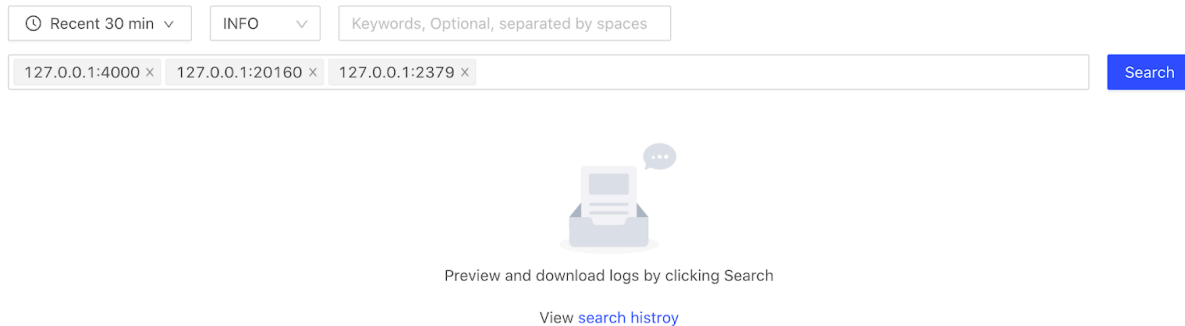 Recent 30 min INFO Keywords, Optional, separated by spaces
127.0.0.1:4000 × 127.0.0.1:20160 × 127.0.0.1:2379 × Search
Preview and download logs by clicking Search
View search histroy